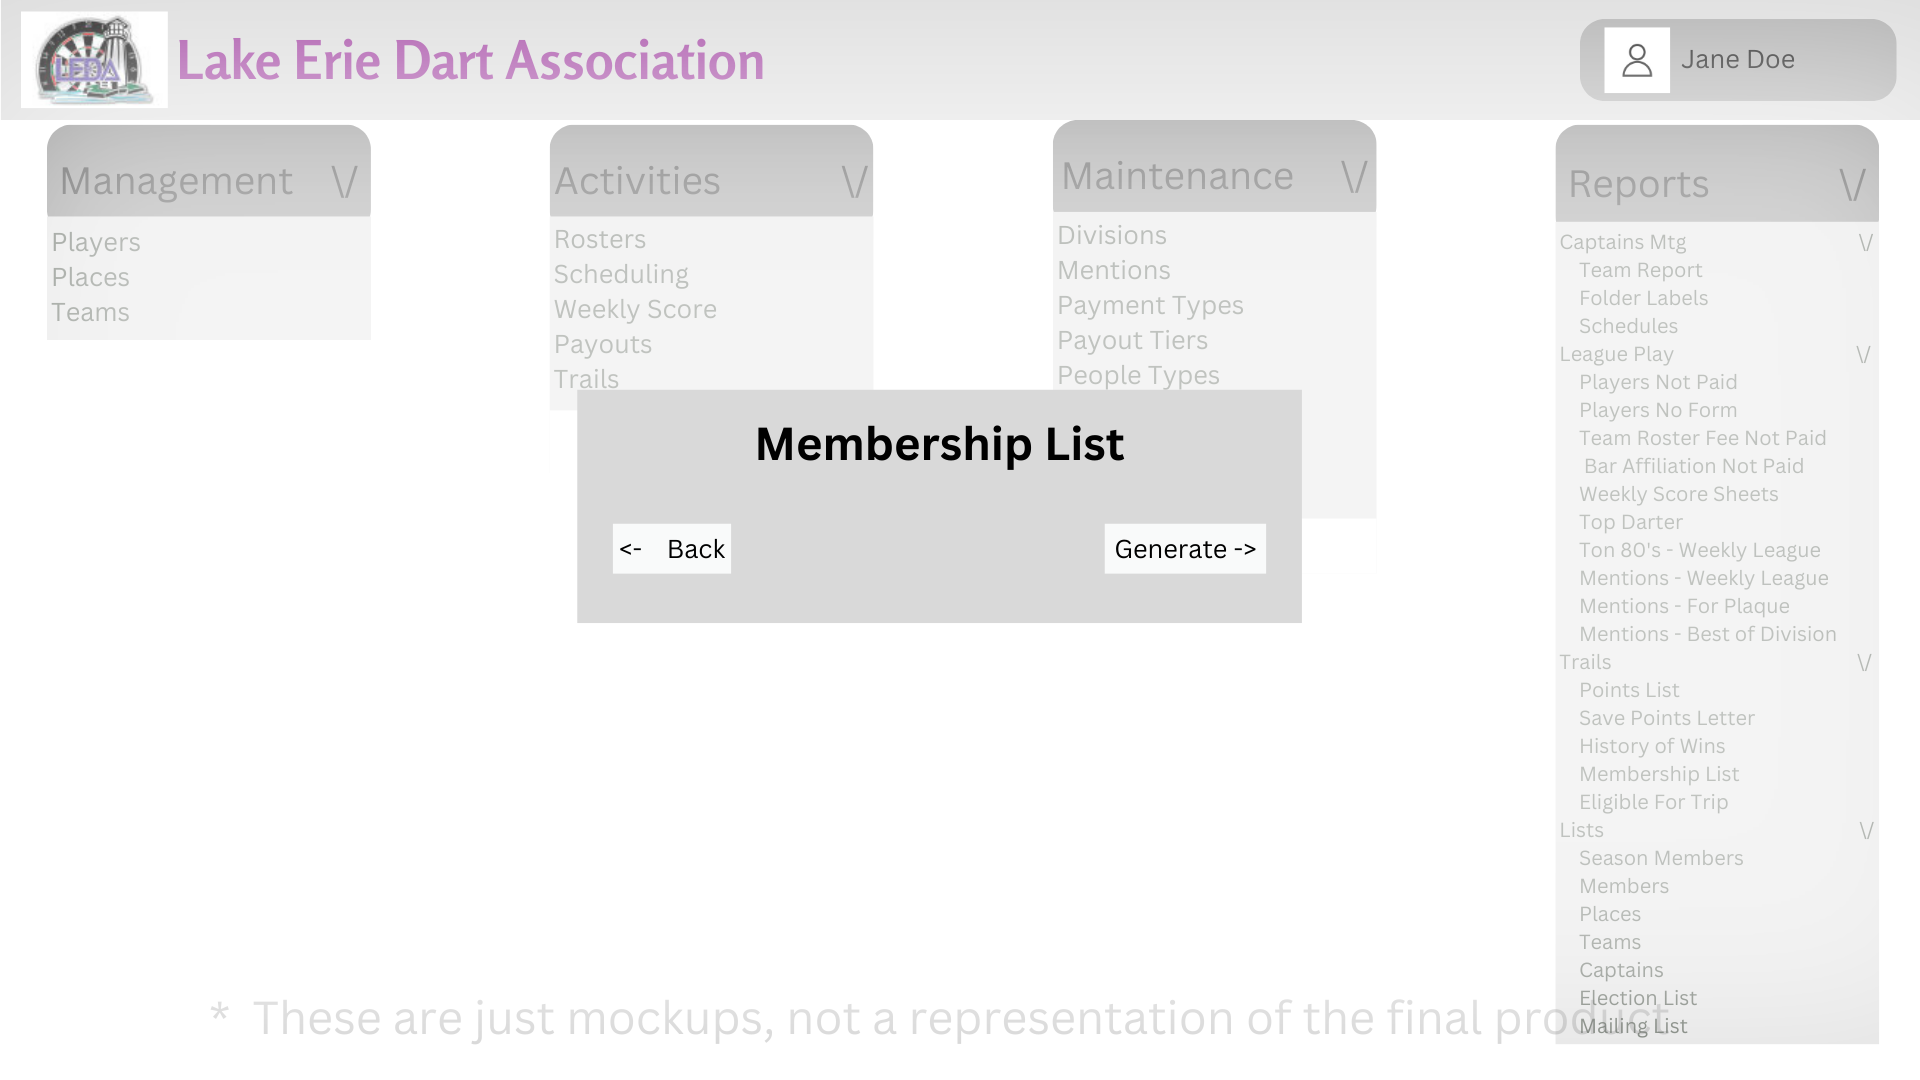 LEDA
Lake Erie Dart Association
Jane Doe
Management \/
Players
Places
Teams
Activities \/
Rosters
Scheduling
Weekly Score
Payouts
Trails
Maintenance \/
Divisions
Mentions
Payment Types
Payout Tiers
People Types
Reports \/
Captains Mtg \/
Team Report
Folder Labels
Schedules
League Play \/
Players Not Paid
Players No Form
Team Roster Fee Not Paid
Bar Affiliation Not Paid
Weekly Score Sheets
Top Darter
Ton 80's - Weekly League
Mentions - Weekly League
Mentions - For Plaque
Mentions - Best of Division
Trails \/
Points List
Save Points Letter
History of Wins
Membership List
Eligible For Trip
Lists \/
Season Members
Members
Places
Teams
Captains
Election List
Mailing List
Membership List
<- Back
Generate ->
* These are just mockups, not a representation of the final product